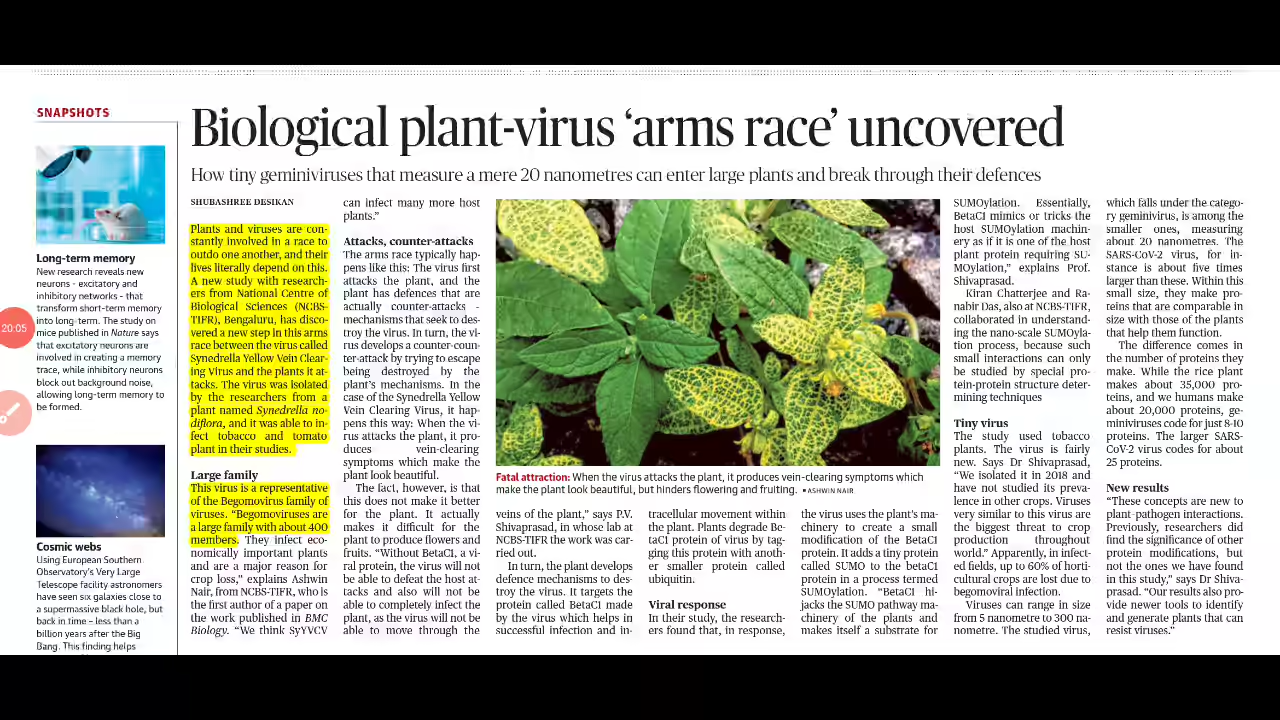 SNAPSHOTS
Long-term memory
New research reveals new
neurons - excitatory and
inhibitory networks - that
transform short-term memory
into long-term. The study on
mice published in Nature says
that excitatory neurons are
involved in creating a memory
trace, while inhibitory neurons
block out background noise,
allowing long-term memory to
be formed.
Cosmic webs
Using European Southern
Observatory's Very Large
Telescope facility astronomers
have seen six galaxies close to
a supermassive black hole, but
back in time – less than a
billion years after the Big
Bang. This finding helps
20:05
Biological plant-virus ‘arms race’ uncovered
How tiny geminiviruses that measure a mere 20 nanometres can enter large plants and break through their defences
SHUBASHREE DESIKAN
Plants and viruses are con-
stantly involved in a race to
outdo one another, and their
lives literally depend on this.
A new study with research-
ers from National Centre of
Biological Sciences (NCBS-
TIFR), Bengaluru, has disco-
vered a new step in this arms
race between the virus called
Synedrella Yellow Vein Clear-
ing Virus and the plants it at-
tacks. The virus was isolated
by the researchers from a
plant named Synedrella no-
diflora, and it was able to in-
fect tobacco and tomato
plant in their studies.
Large family
This virus is a representative
of the Begomovirus family of
viruses. “Begomoviruses are
a large family with about 400
members. They infect eco-
nomically important plants
and are a major reason for
crop loss,” explains Ashwin
Nair, from NCBS-TIFR, who is
the first author of a paper on
the work published in BMC
Biology. “We think SyYVCV
can infect many more host
plants.”
Attacks, counter-attacks
The arms race typically hap-
pens like this: The virus first
attacks the plant, and the
plant has defences that are
actually counter-attacks -
mechanisms that seek to des-
troy the virus. In turn, the vi-
rus develops a counter-coun-
ter-attack by trying to escape
being destroyed by the
plant's mechanisms. In the
case of the Synedrella Yellow
Vein Clearing Virus, it hap-
pens this way: When the vi-
rus attacks the plant, it pro-
duces vein-clearing
symptoms which make the
plant look beautiful.
The fact, however, is that
this does not make it better
for the plant. It actually
makes it difficult for the
plant to produce flowers and
fruits. “Without BetaC1, a vi-
ral protein, the virus will not
be able to defeat the host at-
tacks and also will not be
able to completely infect the
plant, as the virus will not be
able to move through the
Fatal attraction: When the virus attacks the plant, it produces vein-clearing symptoms which
make the plant look beautiful, but hinders flowering and fruiting. • ASHWIN NAIR
veins of the plant,” says P.V.
Shivaprasad, in whose lab at
NCBS-TIFR the work was car-
ried out.
In turn, the plant develops
defence mechanisms to des-
troy the virus. It targets the
protein called BetaC1 made
by the virus which helps in
successful infection and in-
tracellular movement within
the plant. Plants degrade Be-
taC1 protein of virus by tag-
ging this protein with both-
er smaller protein called
ubiquitin.
Viral response
In their study, the research-
ers found that, in response,
the virus uses the plant's ma-
chinery to create a small
modification of the BetaC1
protein. It adds a tiny protein
called SUMO to the betaC1
protein in a process termed
SUMOylation. “BetaC1 hi-
jacks the SUMO pathway ma-
chinery of the plants and
makes itself a substrate for
SUMOylation. Essentially,
BetaC1 mimics or tricks the
host SUMOylation machin-
ery as if it is one of the host
plant protein requiring SU-
MOylation,” explains Prof.
Shivaprasad.
Kiran Chatterjee and Ra-
nabir Das, also at NCBS-TIFR,
collaborated in understand-
ing the nano-scale SUMOyla-
tion process, because such
small interactions can only
be studied by special pro-
tein-protein structure deter-
mining techniques
Tiny virus
The study used tobacco
plants. The virus is fairly
new. Says Dr Shivaprasad,
“We isolated it in 2018 and
have not studied its preva-
lence in other crops. Viruses
very similar to this virus are
the biggest threat to crop
production throughout
world.” Apparently, in infect-
ed fields, up to 60% of horti-
cultural crops are lost due to
begomoviral infection.
Viruses can range in size
from 5 nanometre to 300 na-
nometre. The studied virus,
which falls under the catego-
ry geminivirus, is among the
smaller ones, measuring
about 20 nanometres. The
SARS-CoV-2 virus, for in-
stance is about five times
larger than these. Within this
small size, they make pro-
teins that are comparable in
size with those of the plants
that help them function.
The difference comes in
the number of proteins they
make. While the rice plant
makes about 35,000 pro-
teins, and we humans make
about 20,000 proteins, ge-
miniviruses code for just 8-10
proteins. The larger SARS-
CoV-2 virus codes for about
25 proteins.
New results
“These concepts are new to
plant-pathogen interactions.
Previously, researchers did
find the significance of other
protein modifications, but
not the ones we have found
in this study,” says Dr Shiva-
prasad. “Our results also pro-
vide newer tools to identify
and generate plants that can
resist viruses.”